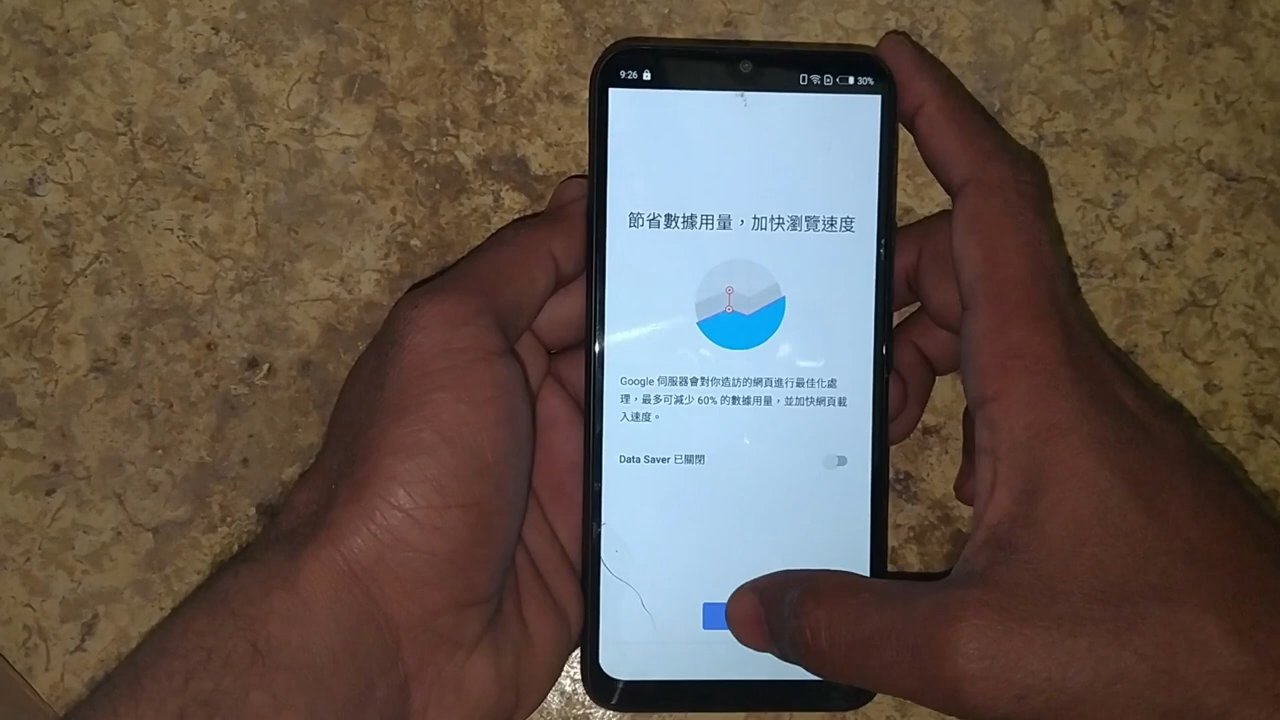 9:26
30%
節省數據用量，加快瀏覽速度
Google 伺服器會對你造訪的網頁進行最佳化處
理，最多可減少 60% 的數據用量，並加快網頁載
入速度。
Data Saver 已關閉